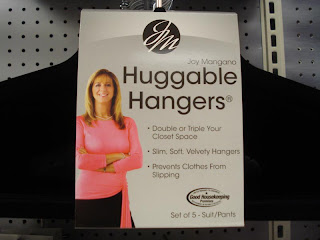 JM
Joy Mangano
Huggable
Hangers®
• Double or Triple Your
Closet Space
• Slim, Soft, Velvety Hangers
• Prevents Clothes From
Slipping
Good Housekeeping
Set of 5 - Suit/Pants